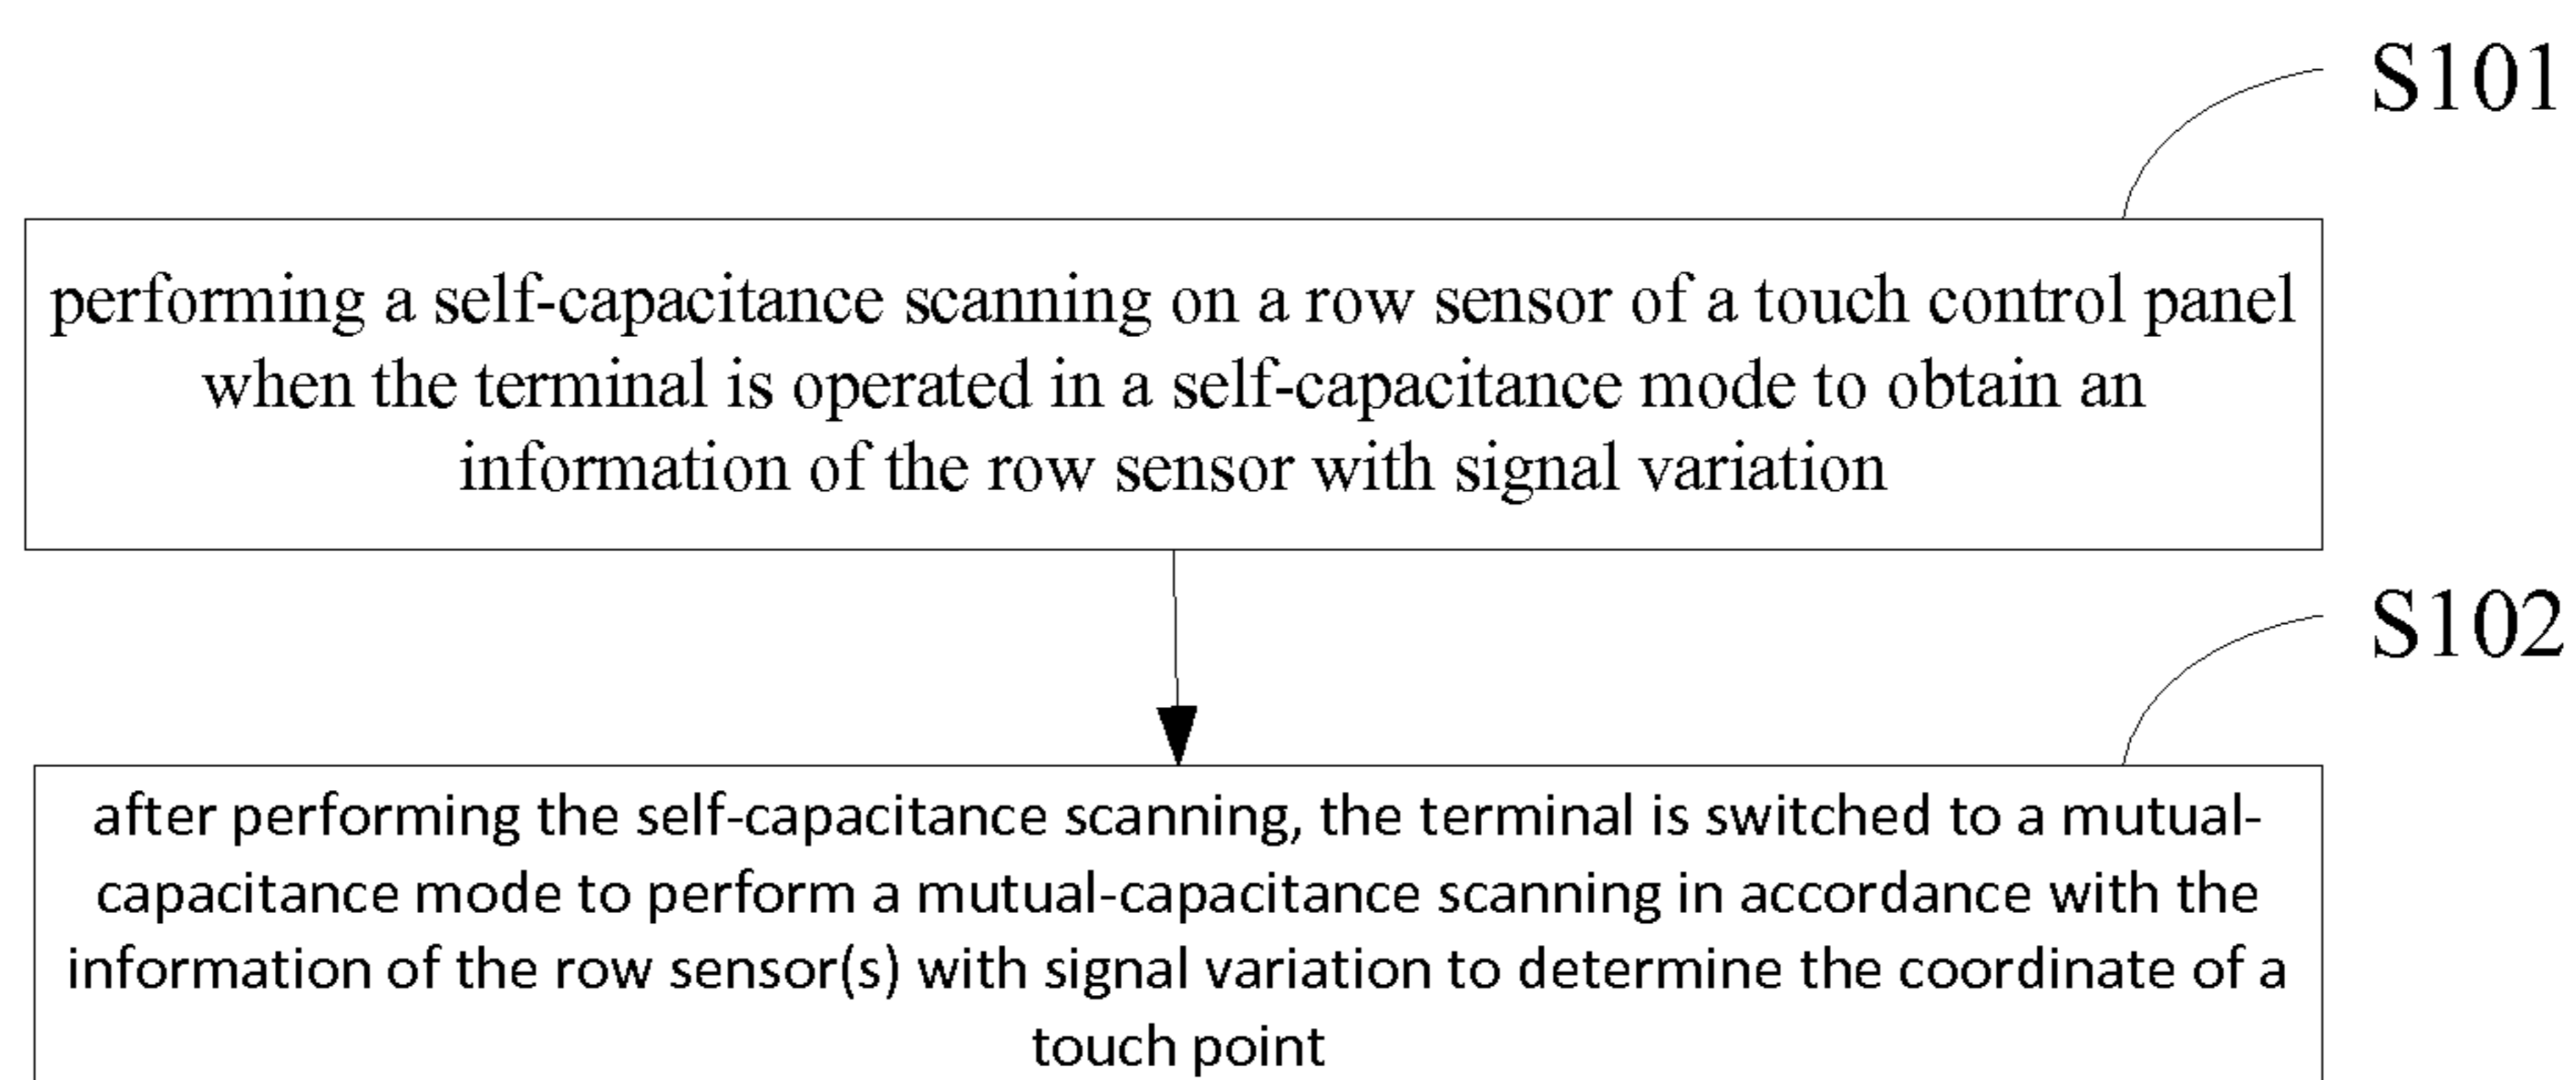 S101
performing a self-capacitance scanning on a row sensor of a touch control panel
when the terminal is operated in a self-capacitance mode to obtain an
information of the row sensor with signal variation
S102
after performing the self-capacitance scanning, the terminal is switched to a mutual-
capacitance mode to perform a mutual-capacitance scanning in accordance with the
information of the row sensor(s) with signal variation to determine the coordinate of a
touch point